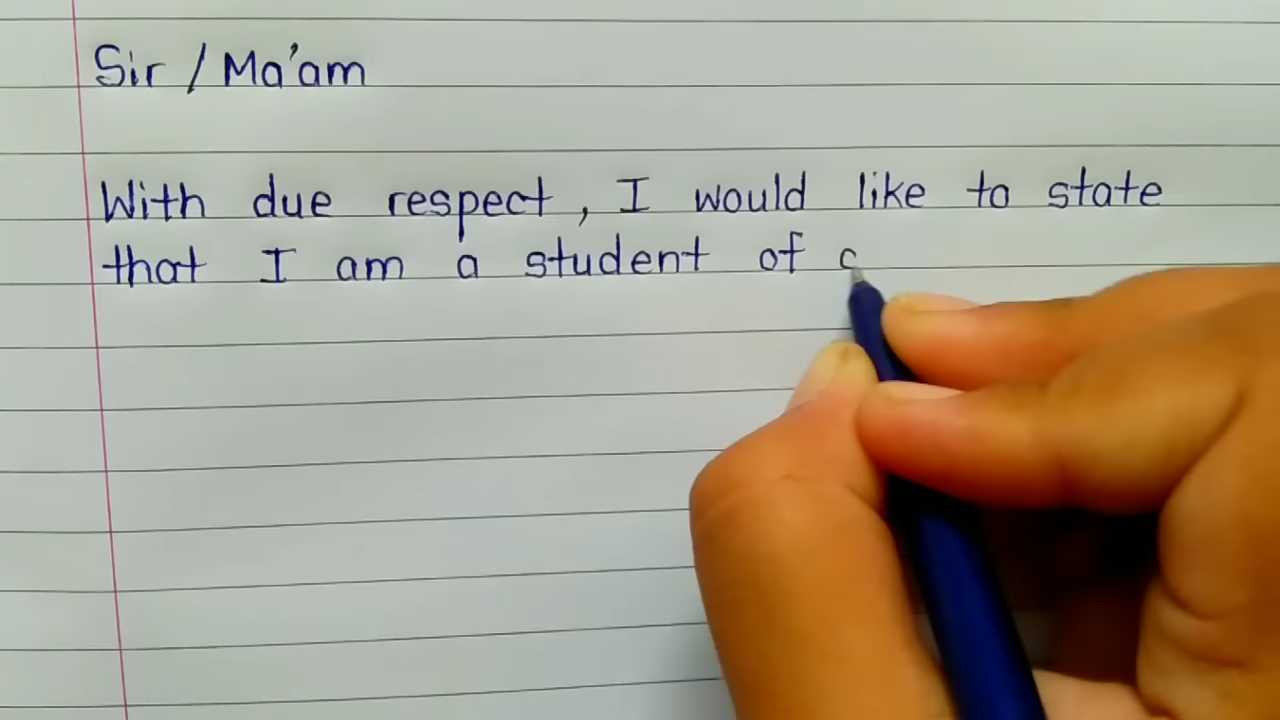 Sir / Ma'am
With due respect, I would like to state
that I am a student of c